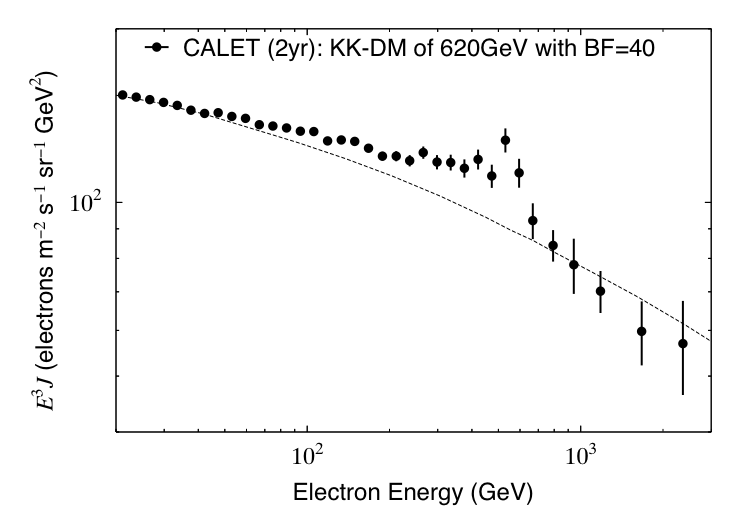 CALET (2yr): KK-DM of 620GeV with BF=40
E³J (electrons m⁻² s⁻¹ sr⁻¹ GeV²)
10²
10² 10³
Electron Energy (GeV)